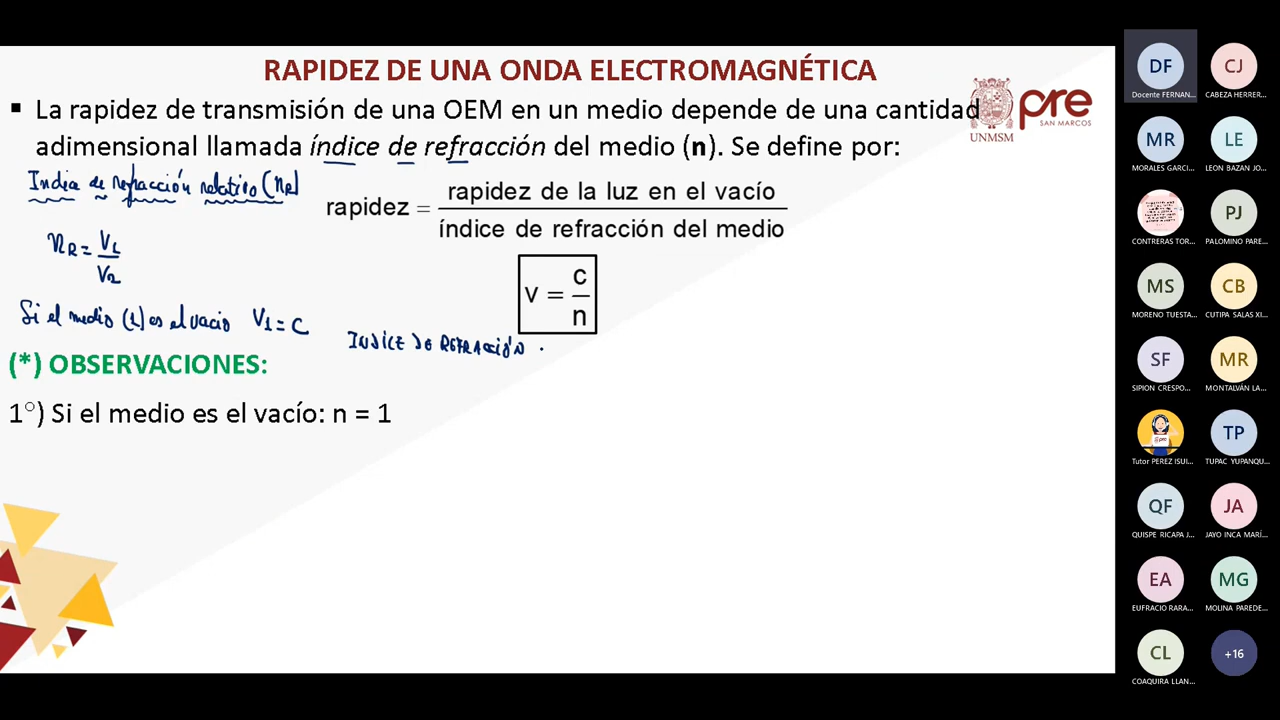 RAPIDEZ DE UNA ONDA ELECTROMAGNÉTICA
▪ La rapidez de transmisión de una OEM en un medio depende de una cantidad
adimensional llamada índice de refracción del medio (n). Se define por:
UNMSM
pre
SAN MARCOS
Indice de refracción relativo (nR)
rapidez = rapidez de la luz en el vacío
índice de refracción del medio
nR = V1
V2
v = c
n
Si el medio (1) es el vacio V1 = C
INDICE DE REFRACCIÓN .
(*) OBSERVACIONES:
1°) Si el medio es el vacío: n = 1
DF
Docente FERNAN...
CJ
CABEZA HERRER...
MR
MORALES GARCI...
LE
LEON BAZAN JO...
CONTRERAS TOR...
PJ
PALOMINO PARE...
MS
MORENO TUESTA...
CB
CUTIPA SALAS XI...
SF
SIPION CRESPO...
MR
MONTALVÁN LA...
Tutor PEREZ ISUI...
TP
TUPAC YUPANQU...
QF
QUISPE RICAPA J...
JA
JAYO INCA MARÍ...
EA
EUFRACIO RARA...
MG
MOLINA PAREDE...
CL
COAQUIRA LLAN...
+16